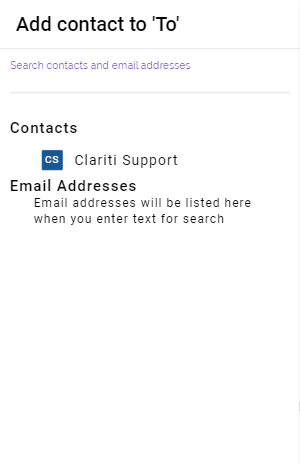 Add contact to 'To'
Search contacts and email addresses
Contacts
CS Clariti Support
Email Addresses
Email addresses will be listed here
when you enter text for search